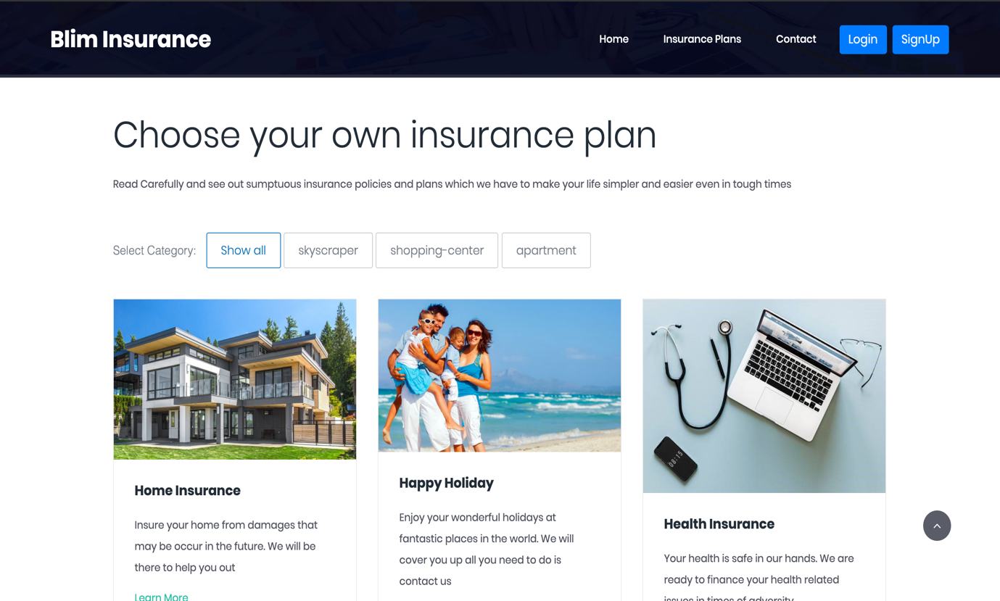 Blim Insurance
Home
Insurance Plans
Contact
Login
SignUp
Choose your own insurance plan
Read Carefully and see out sumptuous insurance policies and plans which we have to make your life simpler and easier even in tough times
Select Category:
Show all
skyscraper
shopping-center
apartment
08:15
Home Insurance
Insure your home from damages that
may be occur in the future. We will be
there to help you out
Learn More
Happy Holiday
Enjoy your wonderful holidays at
fantastic places in the world. We will
cover you up all you need to do is
contact us
Health Insurance
Your health is safe in our hands. We are
ready to finance your health related
issues in times of adversity